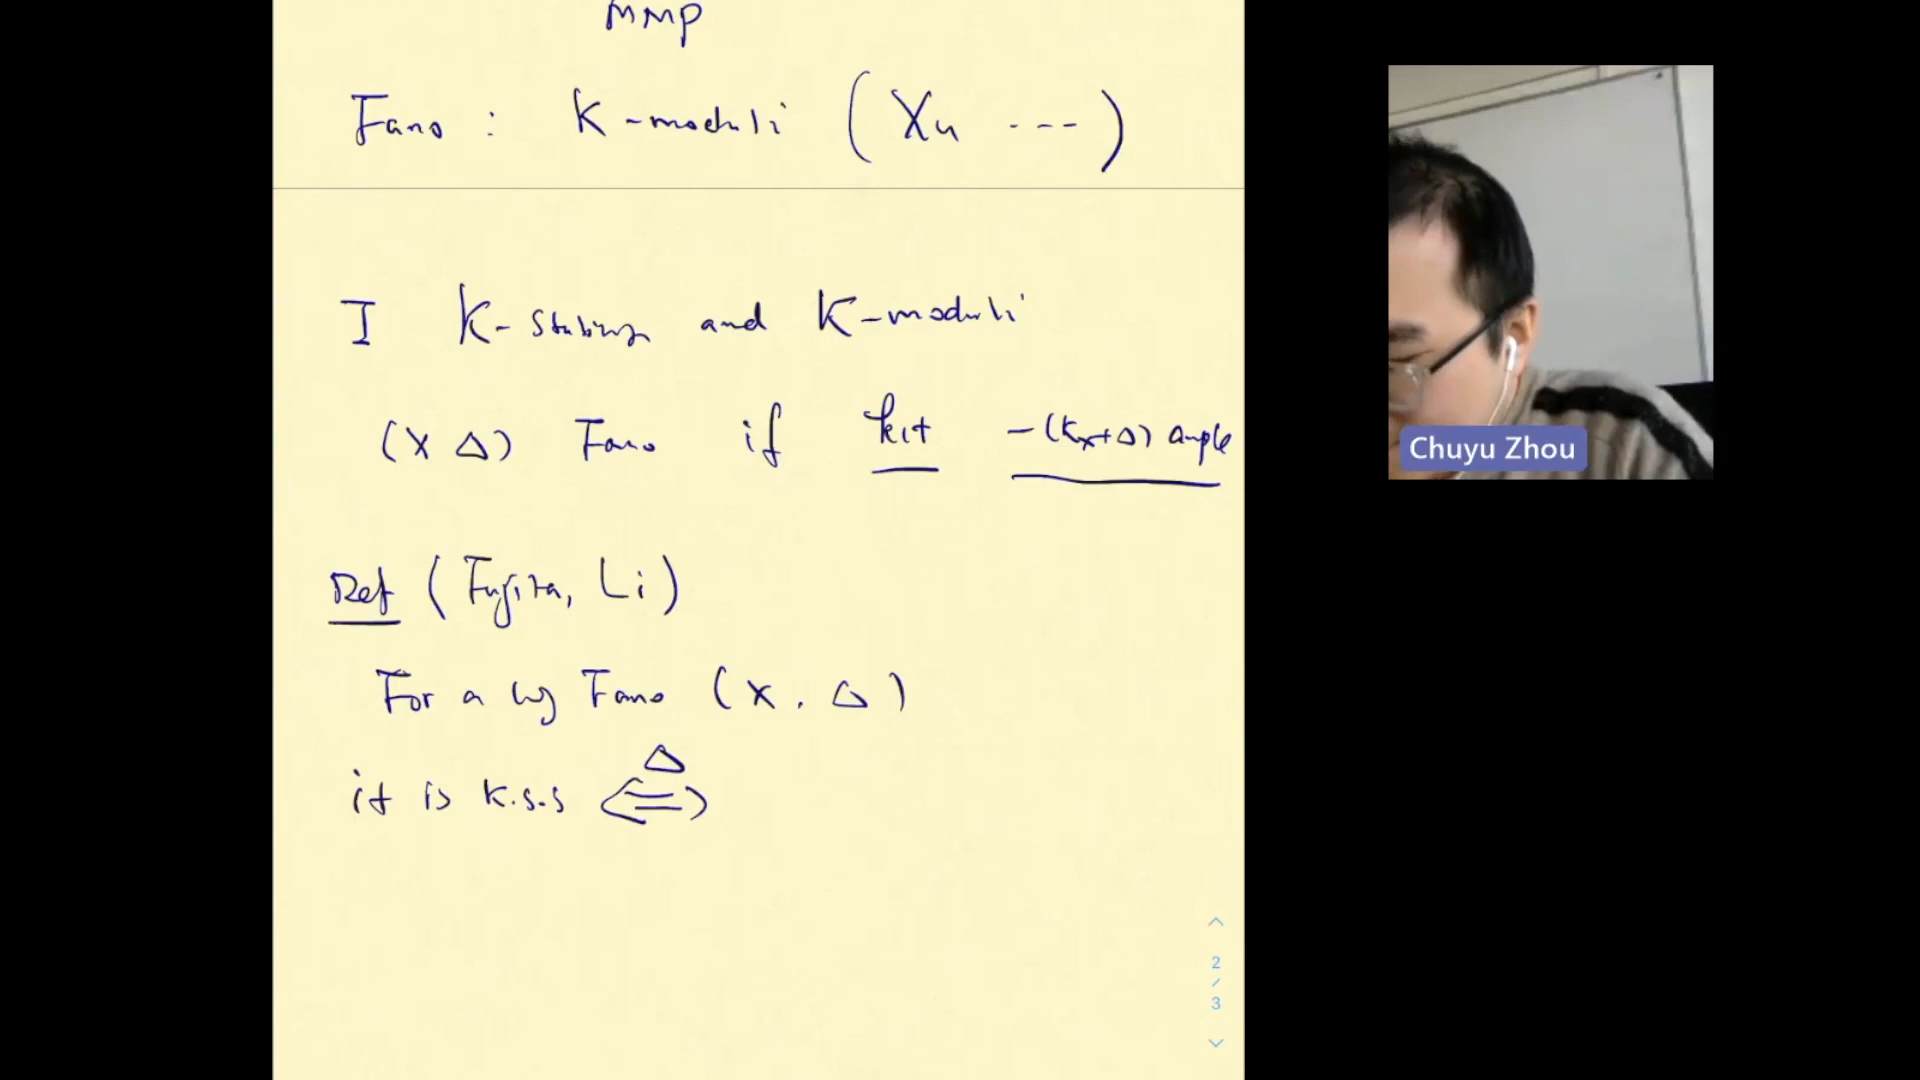 MMP
Fano : K-moduli ( Xu --- )
I K-stability and K-moduli
(X Δ) Fano if klt -(Kx+Δ) ample
Def (Fujita, Li)
For a log Fano (X, Δ)
it is K.s.s <=> Δ
Chuyu Zhou
2
/
3